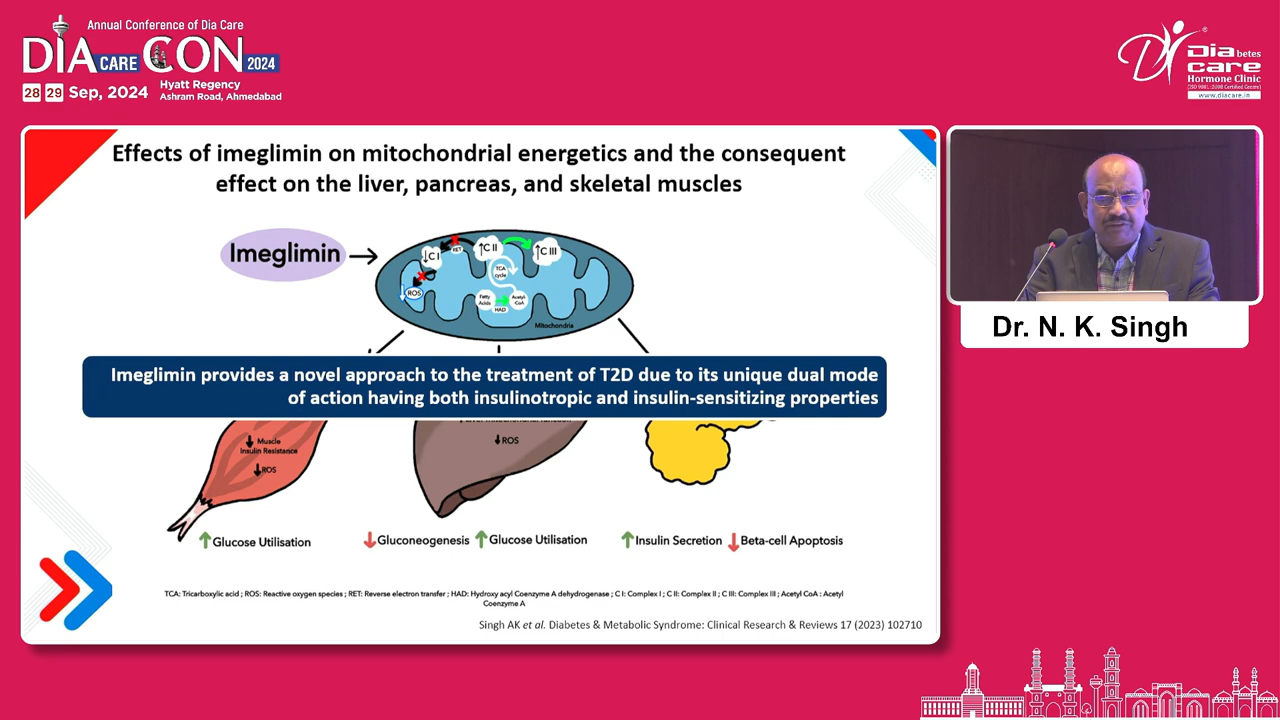 Annual Conference of Dia Care
DIA CARE CON 2024
28 29 Sep, 2024
Hyatt Regency
Ashram Road, Ahmedabad
Diabetes
care
Hormone Clinic
(ISO 9001:2008 Certified Centre)
www.diacare.in
Effects of imeglimin on mitochondrial energetics and the consequent
effect on the liver, pancreas, and skeletal muscles
Imeglimin
↓C I
RET
↑C II
↑C III
TCA
cycle
↓ROS
Fatty
Acids
HAD
Acetyl
-CoA
Mitochondria
Imeglimin provides a novel approach to the treatment of T2D due to its unique dual mode
of action having both insulinotropic and insulin-sensitizing properties
↓ Muscle
Insulin Resistance
↓ROS
↓ROS
↑ Glucose Utilisation
↓ Gluconeogenesis ↑ Glucose Utilisation
↑ Insulin Secretion ↓ Beta-cell Apoptosis
TCA: Tricarboxylic acid ; ROS: Reactive oxygen species ; RET: Reverse electron transfer ; HAD: Hydroxy acyl Coenzyme A dehydrogenase ; C I: Complex I ; C II: Complex II ; C III: Complex III ; Acetyl CoA : Acetyl
Coenzyme A
Singh AK et al. Diabetes & Metabolic Syndrome: Clinical Research & Reviews 17 (2023) 102710
Dr. N. K. Singh